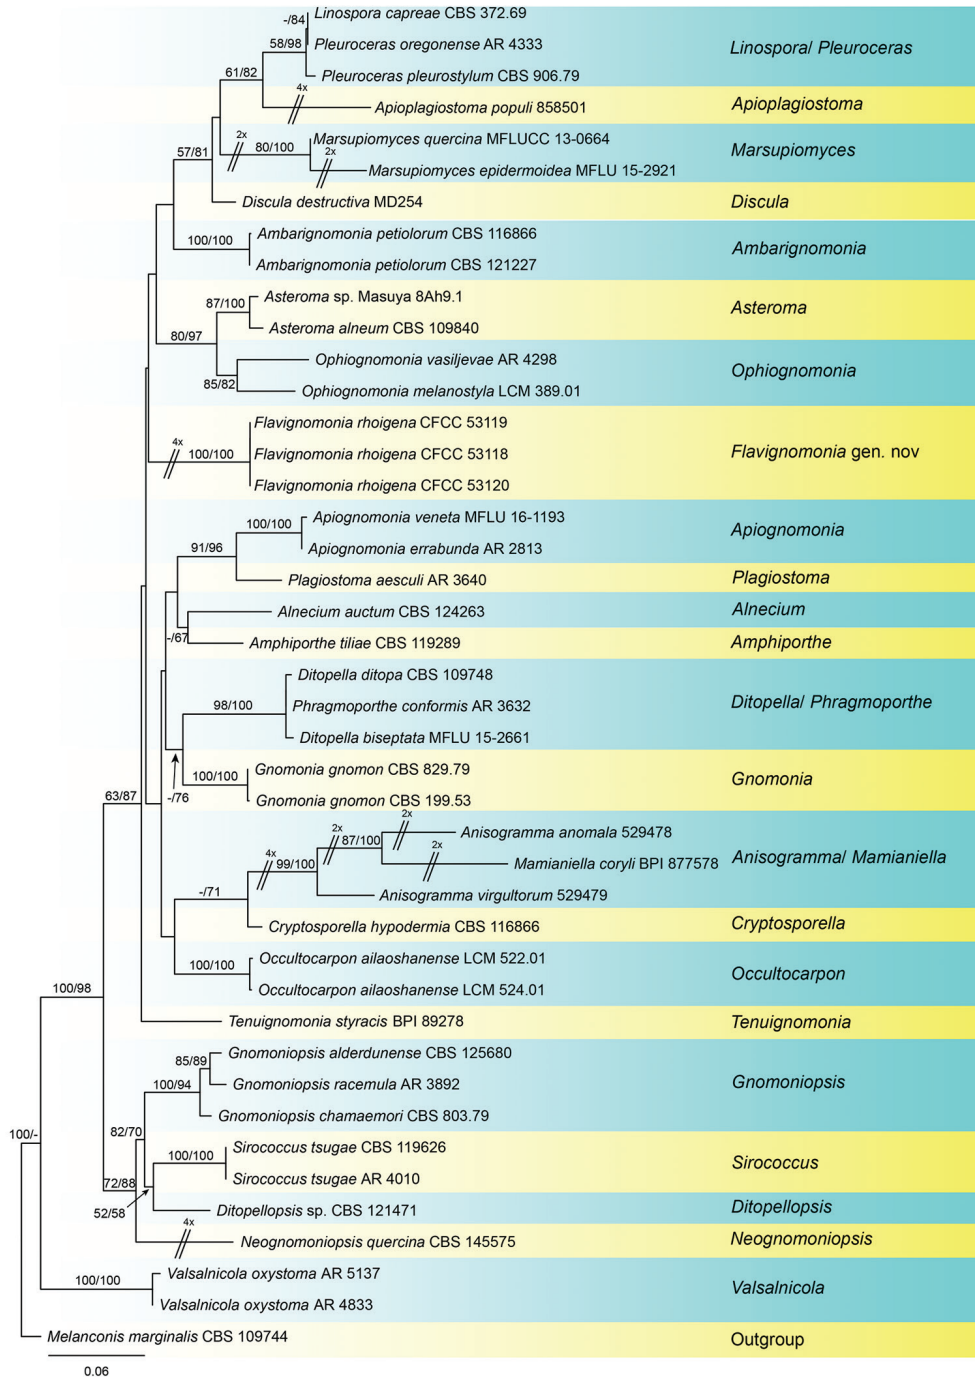 -/84
Linospora capreae CBS 372.69
58/98
Pleuroceras oregonense AR 4333
Linospora/ Pleuroceras
61/82
Pleuroceras pleurostylum CBS 906.79
4x
Apioplagiostoma populi 858501
Apioplagiostoma
2x
80/100
Marsupiomyces quercina MFLUCC 13-0664
Marsupiomyces
57/81
2x
Marsupiomyces epidermoidea MFLU 15-2921
Discula destructiva MD254
Discula
100/100
Ambarignomonia petiolorum CBS 116866
Ambarignomonia
Ambarignomonia petiolorum CBS 121227
87/100
Asteroma sp. Masuya 8Ah9.1
Asteroma
Asteroma alneum CBS 109840
80/97
Ophiognomonia vasiljevae AR 4298
Ophiognomonia
85/82
Ophiognomonia melanostyla LCM 389.01
Flavignomonia rhoigena CFCC 53119
4x
100/100
Flavignomonia rhoigena CFCC 53118
Flavignomonia gen. nov
Flavignomonia rhoigena CFCC 53120
100/100
Apiognomonia veneta MFLU 16-1193
Apiognomonia
91/96
Apiognomonia errabunda AR 2813
Plagiostoma aesculi AR 3640
Plagiostoma
Alnecium auctum CBS 124263
Alnecium
-/67
Amphiporthe tiliae CBS 119289
Amphiporthe
Ditopella ditopa CBS 109748
98/100
Phragmoporthe conformis AR 3632
Ditopella/ Phragmoporthe
Ditopella biseptata MFLU 15-2661
-/76
100/100
Gnomonia gnomon CBS 829.79
Gnomonia
Gnomonia gnomon CBS 199.53
63/87
2x
2x
87/100
Anisogramma anomala 529478
4x
99/100
2x
Mamianiella coryli BPI 877578
Anisogramma/ Mamianiella
-/71
Anisogramma virgultorum 529479
Cryptosporella hypodermia CBS 116866
Cryptosporella
100/100
Occultocarpon ailaoshanense LCM 522.01
Occultocarpon
Occultocarpon ailaoshanense LCM 524.01
100/98
Tenuignomonia styracis BPI 89278
Tenuignomonia
85/89
Gnomoniopsis alderdunense CBS 125680
100/94
Gnomoniopsis racemula AR 3892
Gnomoniopsis
Gnomoniopsis chamaemori CBS 803.79
100/-
82/70
100/100
Sirococcus tsugae CBS 119626
Sirococcus
Sirococcus tsugae AR 4010
72/88
52/58
Ditopellopsis sp. CBS 121471
Ditopellopsis
4x
Neognomoniopsis quercina CBS 145575
Neognomoniopsis
100/100
Valsalnicola oxystoma AR 5137
Valsalnicola
Valsalnicola oxystoma AR 4833
Melanconis marginalis CBS 109744
Outgroup
0.06